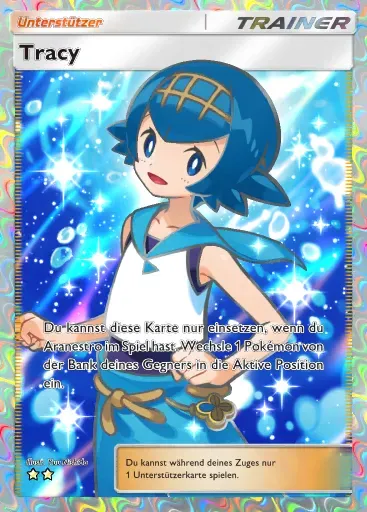 Unterstützer
TRAINER
Tracy
Du kannst diese Karte nur einsetzen, wenn du
Aranestro im Spiel hast. Wechsle 1 Pokémon von
der Bank deines Gegners in die Aktive Position
ein.
Du kannst während deines Zuges nur
1 Unterstützerkarte spielen.